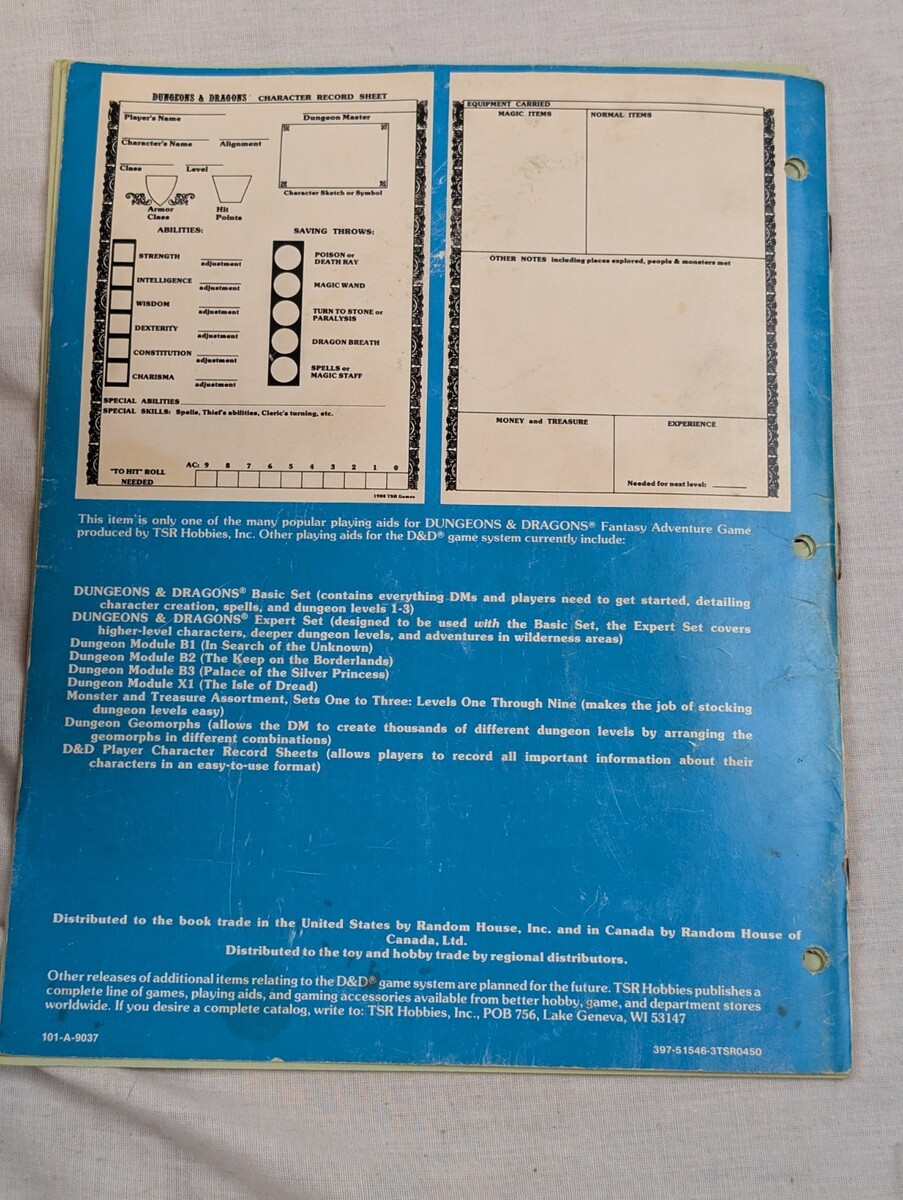 DUNGEONS & DRAGONS® CHARACTER RECORD SHEET
Player's Name
Dungeon Master
Character's Name Alignment
Class Level
Character Sketch or Symbol
Armor
Class
Hit
Points
ABILITIES:
SAVING THROWS:
STRENGTH
adjustment
INTELLIGENCE
adjustment
WISDOM
adjustment
DEXTERITY
adjustment
CONSTITUTION
adjustment
CHARISMA
adjustment
POISON or
DEATH RAY
MAGIC WAND
TURN TO STONE or
PARALYSIS
DRAGON BREATH
SPELLS or
MAGIC STAFF
SPECIAL ABILITIES
SPECIAL SKILLS: Spells, Thief's abilities, Cleric's turning, etc.
AC: 9 8 7 6 5 4 3 2 1 0
"TO HIT" ROLL
NEEDED
1980 TSR Games
EQUIPMENT CARRIED
MAGIC ITEMS
NORMAL ITEMS
OTHER NOTES including places explored, people & monsters met
MONEY and TREASURE
EXPERIENCE
Needed for next level:
This item is only one of the many popular playing aids for DUNGEONS & DRAGONS® Fantasy Adventure Game
produced by TSR Hobbies, Inc. Other playing aids for the D&D® game system currently include:
DUNGEONS & DRAGONS® Basic Set (contains everything DMs and players need to get started, detailing
character creation, spells, and dungeon levels 1-3)
DUNGEONS & DRAGONS® Expert Set (designed to be used with the Basic Set, the Expert Set covers
higher-level characters, deeper dungeon levels, and adventures in wilderness areas)
Dungeon Module B1 (In Search of the Unknown)
Dungeon Module B2 (The Keep on the Borderlands)
Dungeon Module B3 (Palace of the Silver Princess)
Dungeon Module X1 (The Isle of Dread)
Monster and Treasure Assortment, Sets One to Three: Levels One Through Nine (makes the job of stocking
dungeon levels easy)
Dungeon Geomorphs (allows the DM to create thousands of different dungeon levels by arranging the
geomorphs in different combinations)
D&D Player Character Record Sheets (allows players to record all important information about their
characters in an easy-to-use format)
Distributed to the book trade in the United States by Random House, Inc. and in Canada by Random House of
Canada, Ltd.
Distributed to the toy and hobby trade by regional distributors.
Other releases of additional items relating to the D&D® game system are planned for the future. TSR Hobbies publishes a
complete line of games, playing aids, and gaming accessories available from better hobby, game, and department stores
worldwide. If you desire a complete catalog, write to: TSR Hobbies, Inc., POB 756, Lake Geneva, WI 53147
101-A-9037
397-51546-3TSR0450